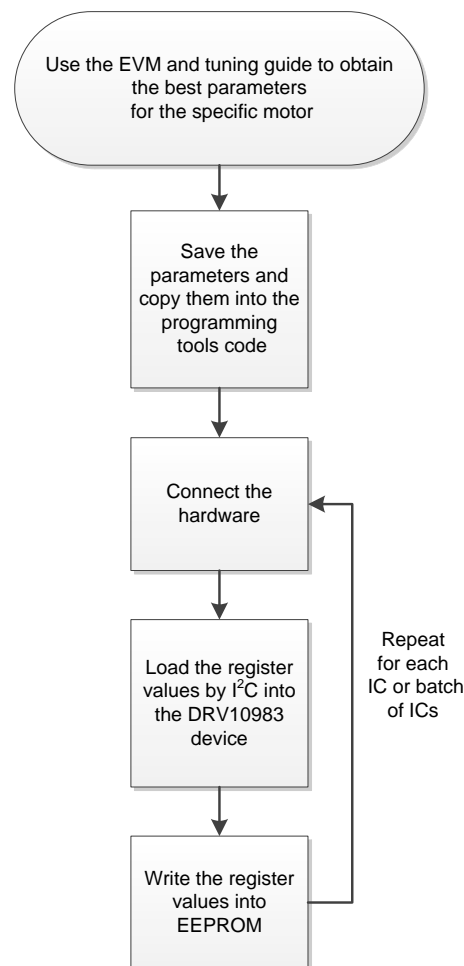 Use the EVM and tuning guide to obtain
the best parameters
for the specific motor
Save the
parameters and
copy them into the
programming
tools code
Connect the
hardware
Load the register
values by I²C into
the DRV10983
device
Write the register
values into
EEPROM
Repeat
for each
IC or batch
of ICs